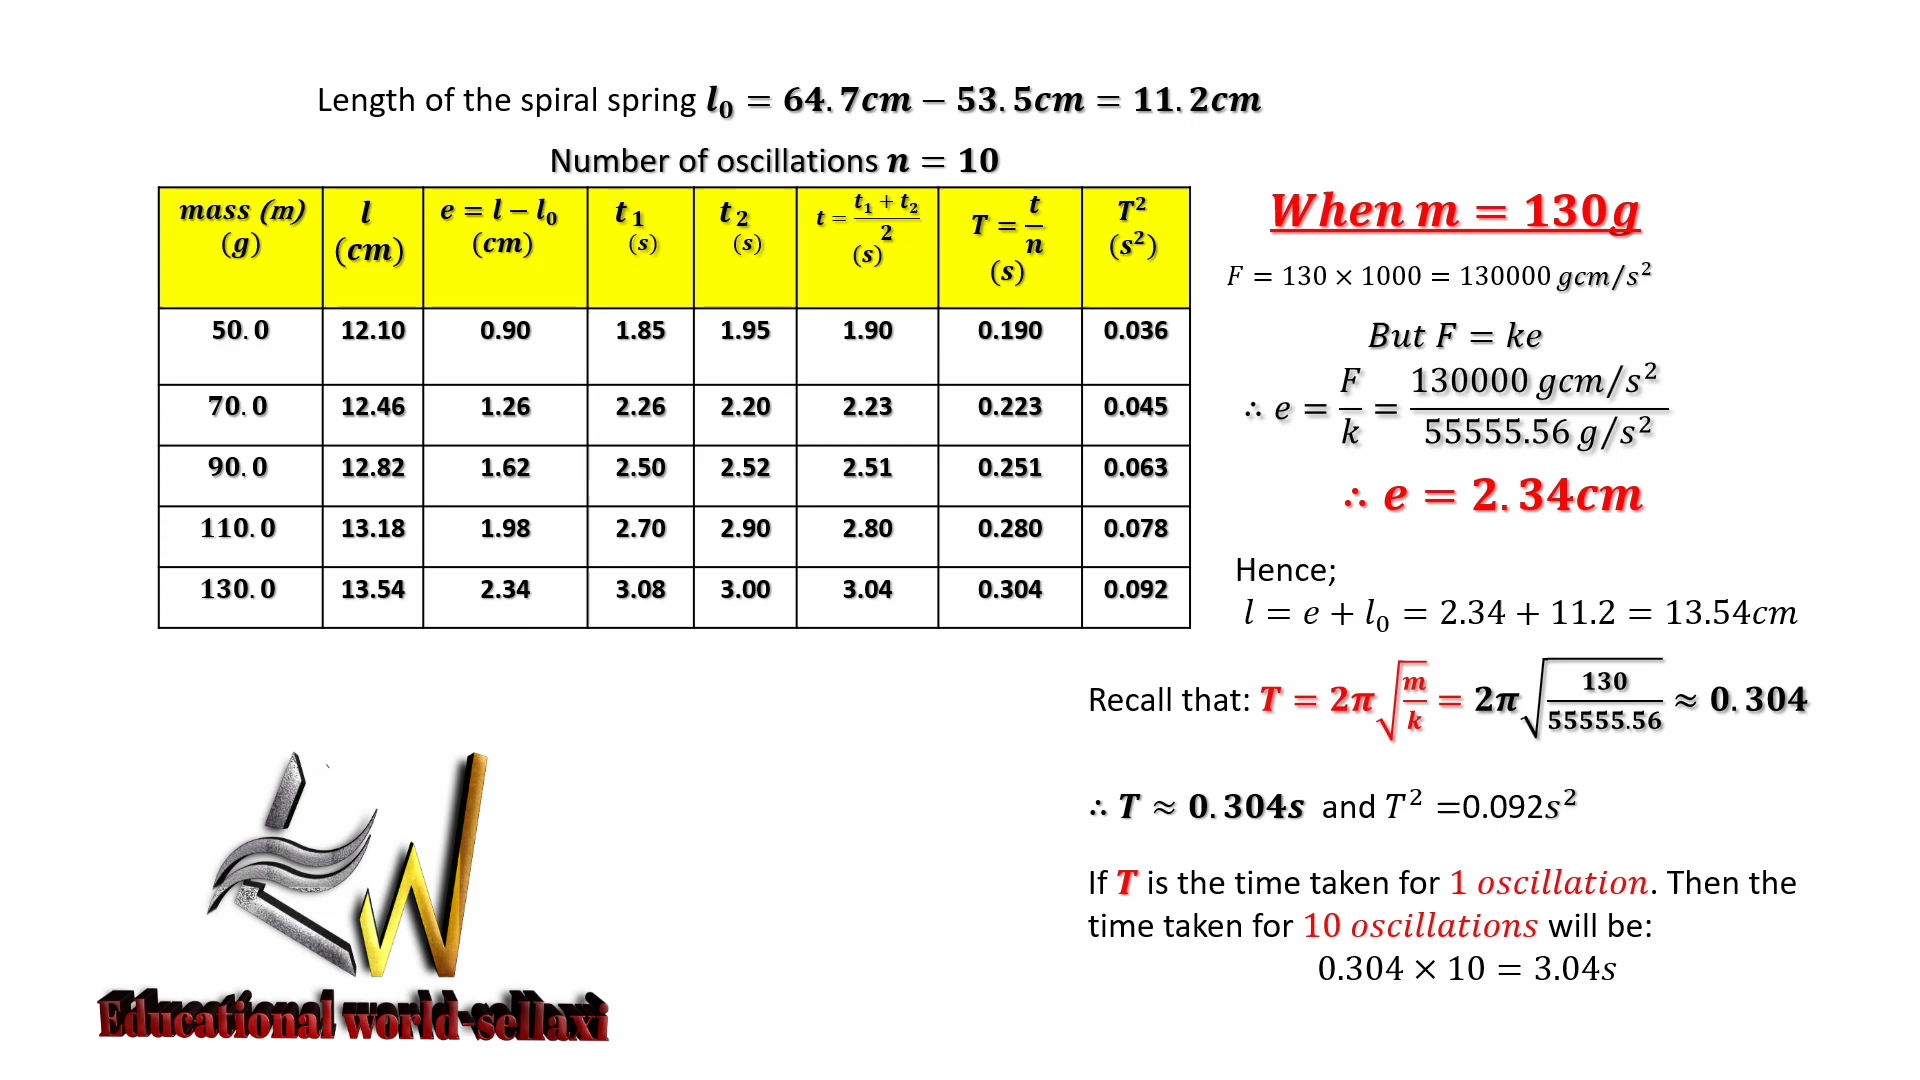 Length of the spiral spring l₀ = 64.7cm − 53.5cm = 11.2cm
Number of oscillations n = 10
mass (m) (g) | l (cm) | e = l − l₀ (cm) | t₁ (s) | t₂ (s) | t = (t₁ + t₂)/2 (s) | T = t/n (s) | T² (s²)
50.0 | 12.10 | 0.90 | 1.85 | 1.95 | 1.90 | 0.190 | 0.036
70.0 | 12.46 | 1.26 | 2.26 | 2.20 | 2.23 | 0.223 | 0.045
90.0 | 12.82 | 1.62 | 2.50 | 2.52 | 2.51 | 0.251 | 0.063
110.0 | 13.18 | 1.98 | 2.70 | 2.90 | 2.80 | 0.280 | 0.078
130.0 | 13.54 | 2.34 | 3.08 | 3.00 | 3.04 | 0.304 | 0.092
When m = 130g
F = 130 × 1000 = 130000 gcm/s²
But F = ke
∴ e = F/k = 130000 gcm/s² / 55555.56 g/s²
∴ e = 2.34cm
Hence;
l = e + l₀ = 2.34 + 11.2 = 13.54cm
Recall that: T = 2π√(m/k) = 2π√(130/55555.56) ≈ 0.304
∴ T ≈ 0.304s and T² =0.092s²
If T is the time taken for 1 oscillation. Then the
time taken for 10 oscillations will be:
0.304 × 10 = 3.04s
Educational world-sellaxi